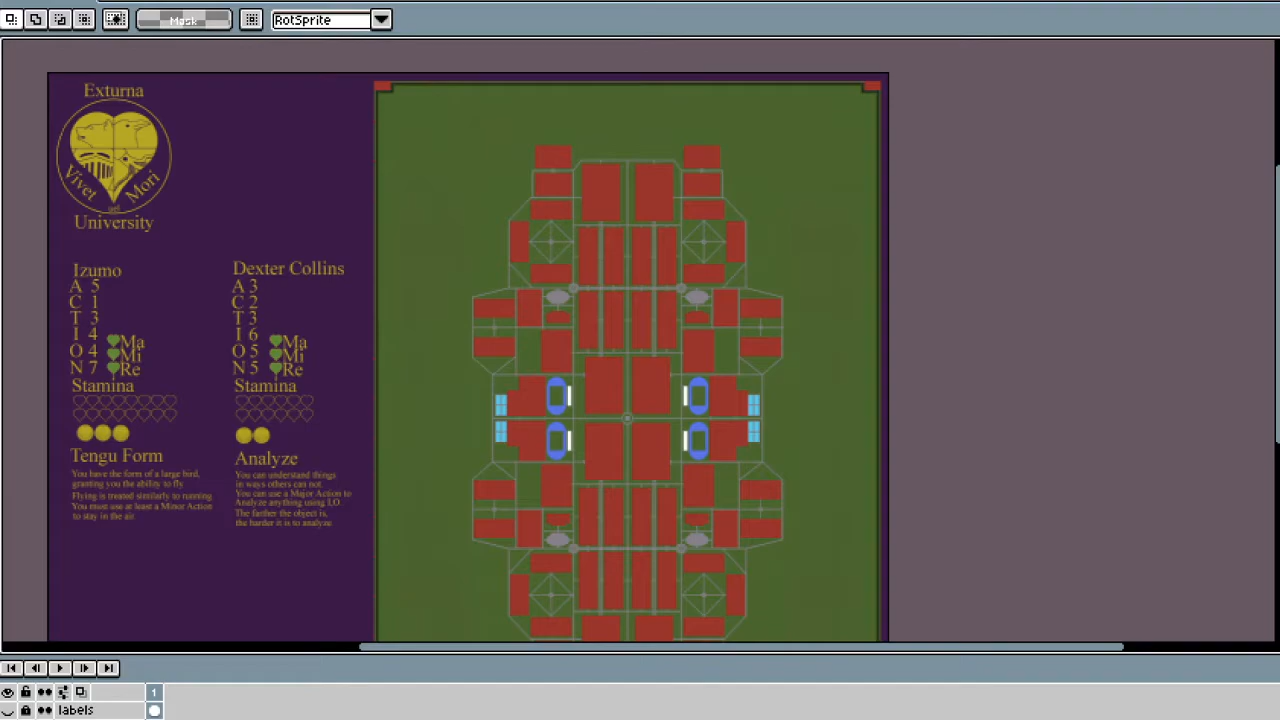 Mask
RotSprite
Exturna
Vivet
vel
Mori
University
Izumo
A 5
C 1
T 3
I 4
O 4
N 7
Ma
Mi
Re
Stamina
Tengu Form
You have the form of a large bird,
granting you the ability to fly
Flying is treated similarly to running
You must use at least a Minor Action
to stay in the air
Dexter Collins
A 3
C 2
T 3
I 6
O 5
N 5
Ma
Mi
Re
Stamina
Analyze
You can understand things
in ways others can not.
You can use a Major Action to
Analyze anything using I,O
The farther the object is,
the harder it is to analyze
1
labels